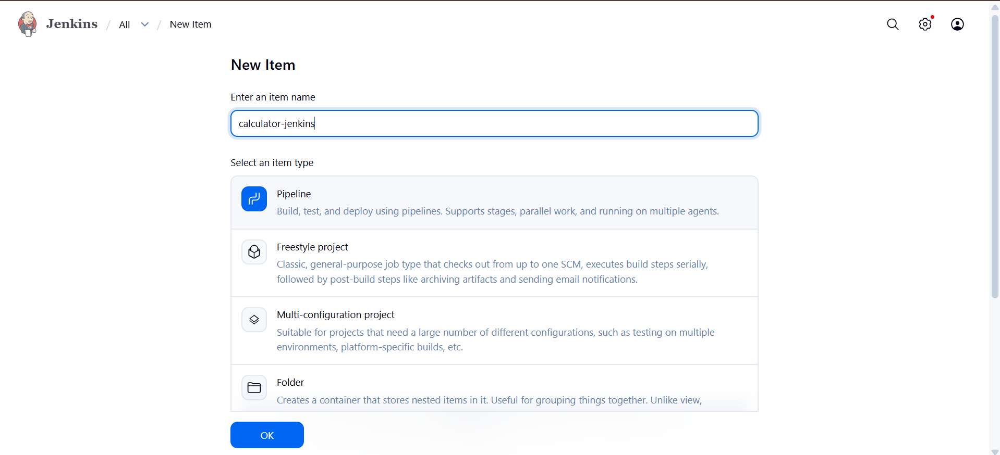 Jenkins / All / New Item
New Item
Enter an item name
calculator-jenkins
Select an item type
Pipeline
Build, test, and deploy using pipelines. Supports stages, parallel work, and running on multiple agents.
Freestyle project
Classic, general-purpose job type that checks out from up to one SCM, executes build steps serially,
followed by post-build steps like archiving artifacts and sending email notifications.
Multi-configuration project
Suitable for projects that need a large number of different configurations, such as testing on multiple
environments, platform-specific builds, etc.
Folder
Creates a container that stores nested items in it. Useful for grouping things together. Unlike view,
OK